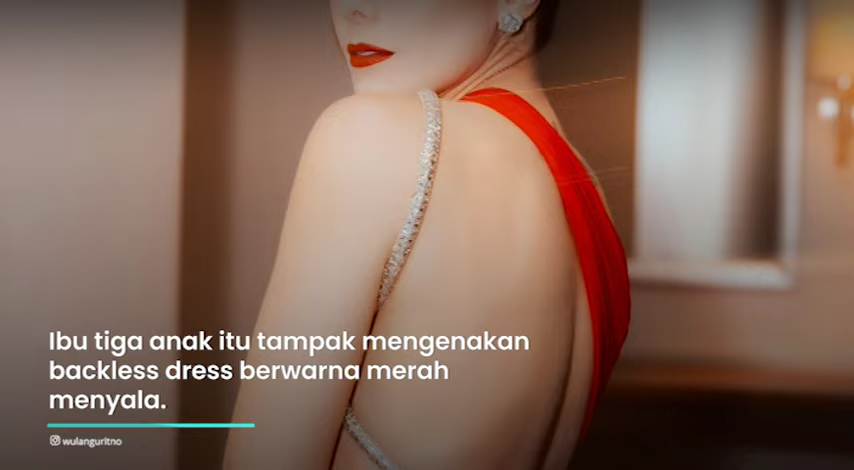 Ibu tiga anak itu tampak mengenakan
backless dress berwarna merah
menyala.
wulanguritno